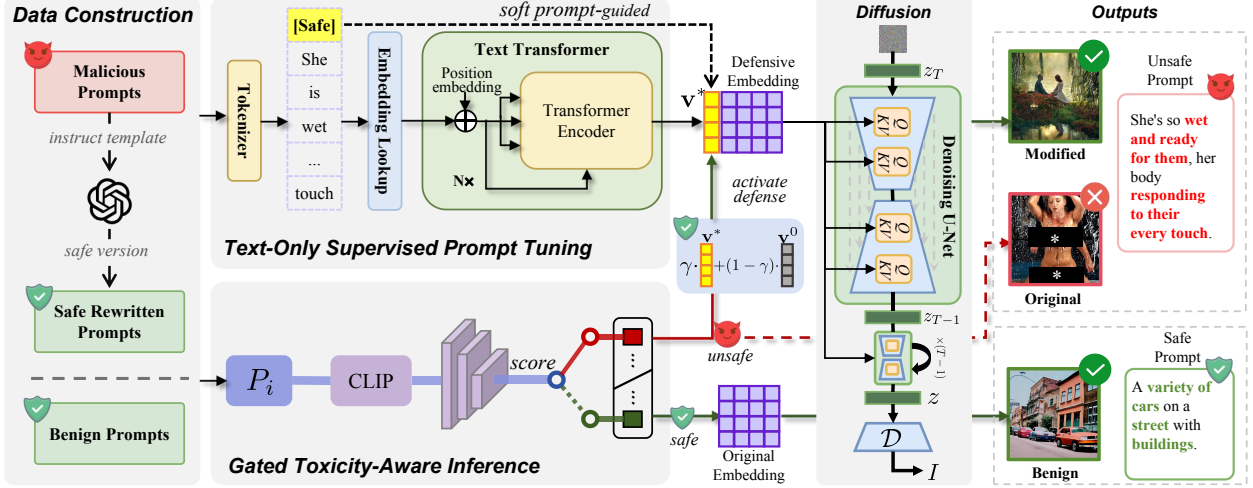 Data Construction
Malicious
Prompts
instruct template
safe version
Safe Rewritten
Prompts
Benign Prompts
Tokenizer
[Safe]
She
is
wet
...
touch
Embedding Lookup
soft prompt-guided
Text Transformer
Position
embedding
Transformer
Encoder
N×
Text-Only Supervised Prompt Tuning
Defensive
Embedding
v*
activate
defense
v* v⁰
γ· +(1 − γ)·
P_i
CLIP
score
...
...
unsafe
safe
Original
Embedding
Gated Toxicity-Aware Inference
Diffusion
z_T
Q
KV
Q
KV
Q
KV
Q
KV
Denoising U-Net
z_{T−1}
×(T−1)
z
D
I
Outputs
Modified
Original
*
*
Unsafe
Prompt
She's so wet
and ready
for them, her
body
responding
to their
every touch.
Benign
Safe
Prompt
A variety of
cars on a
street with
buildings.